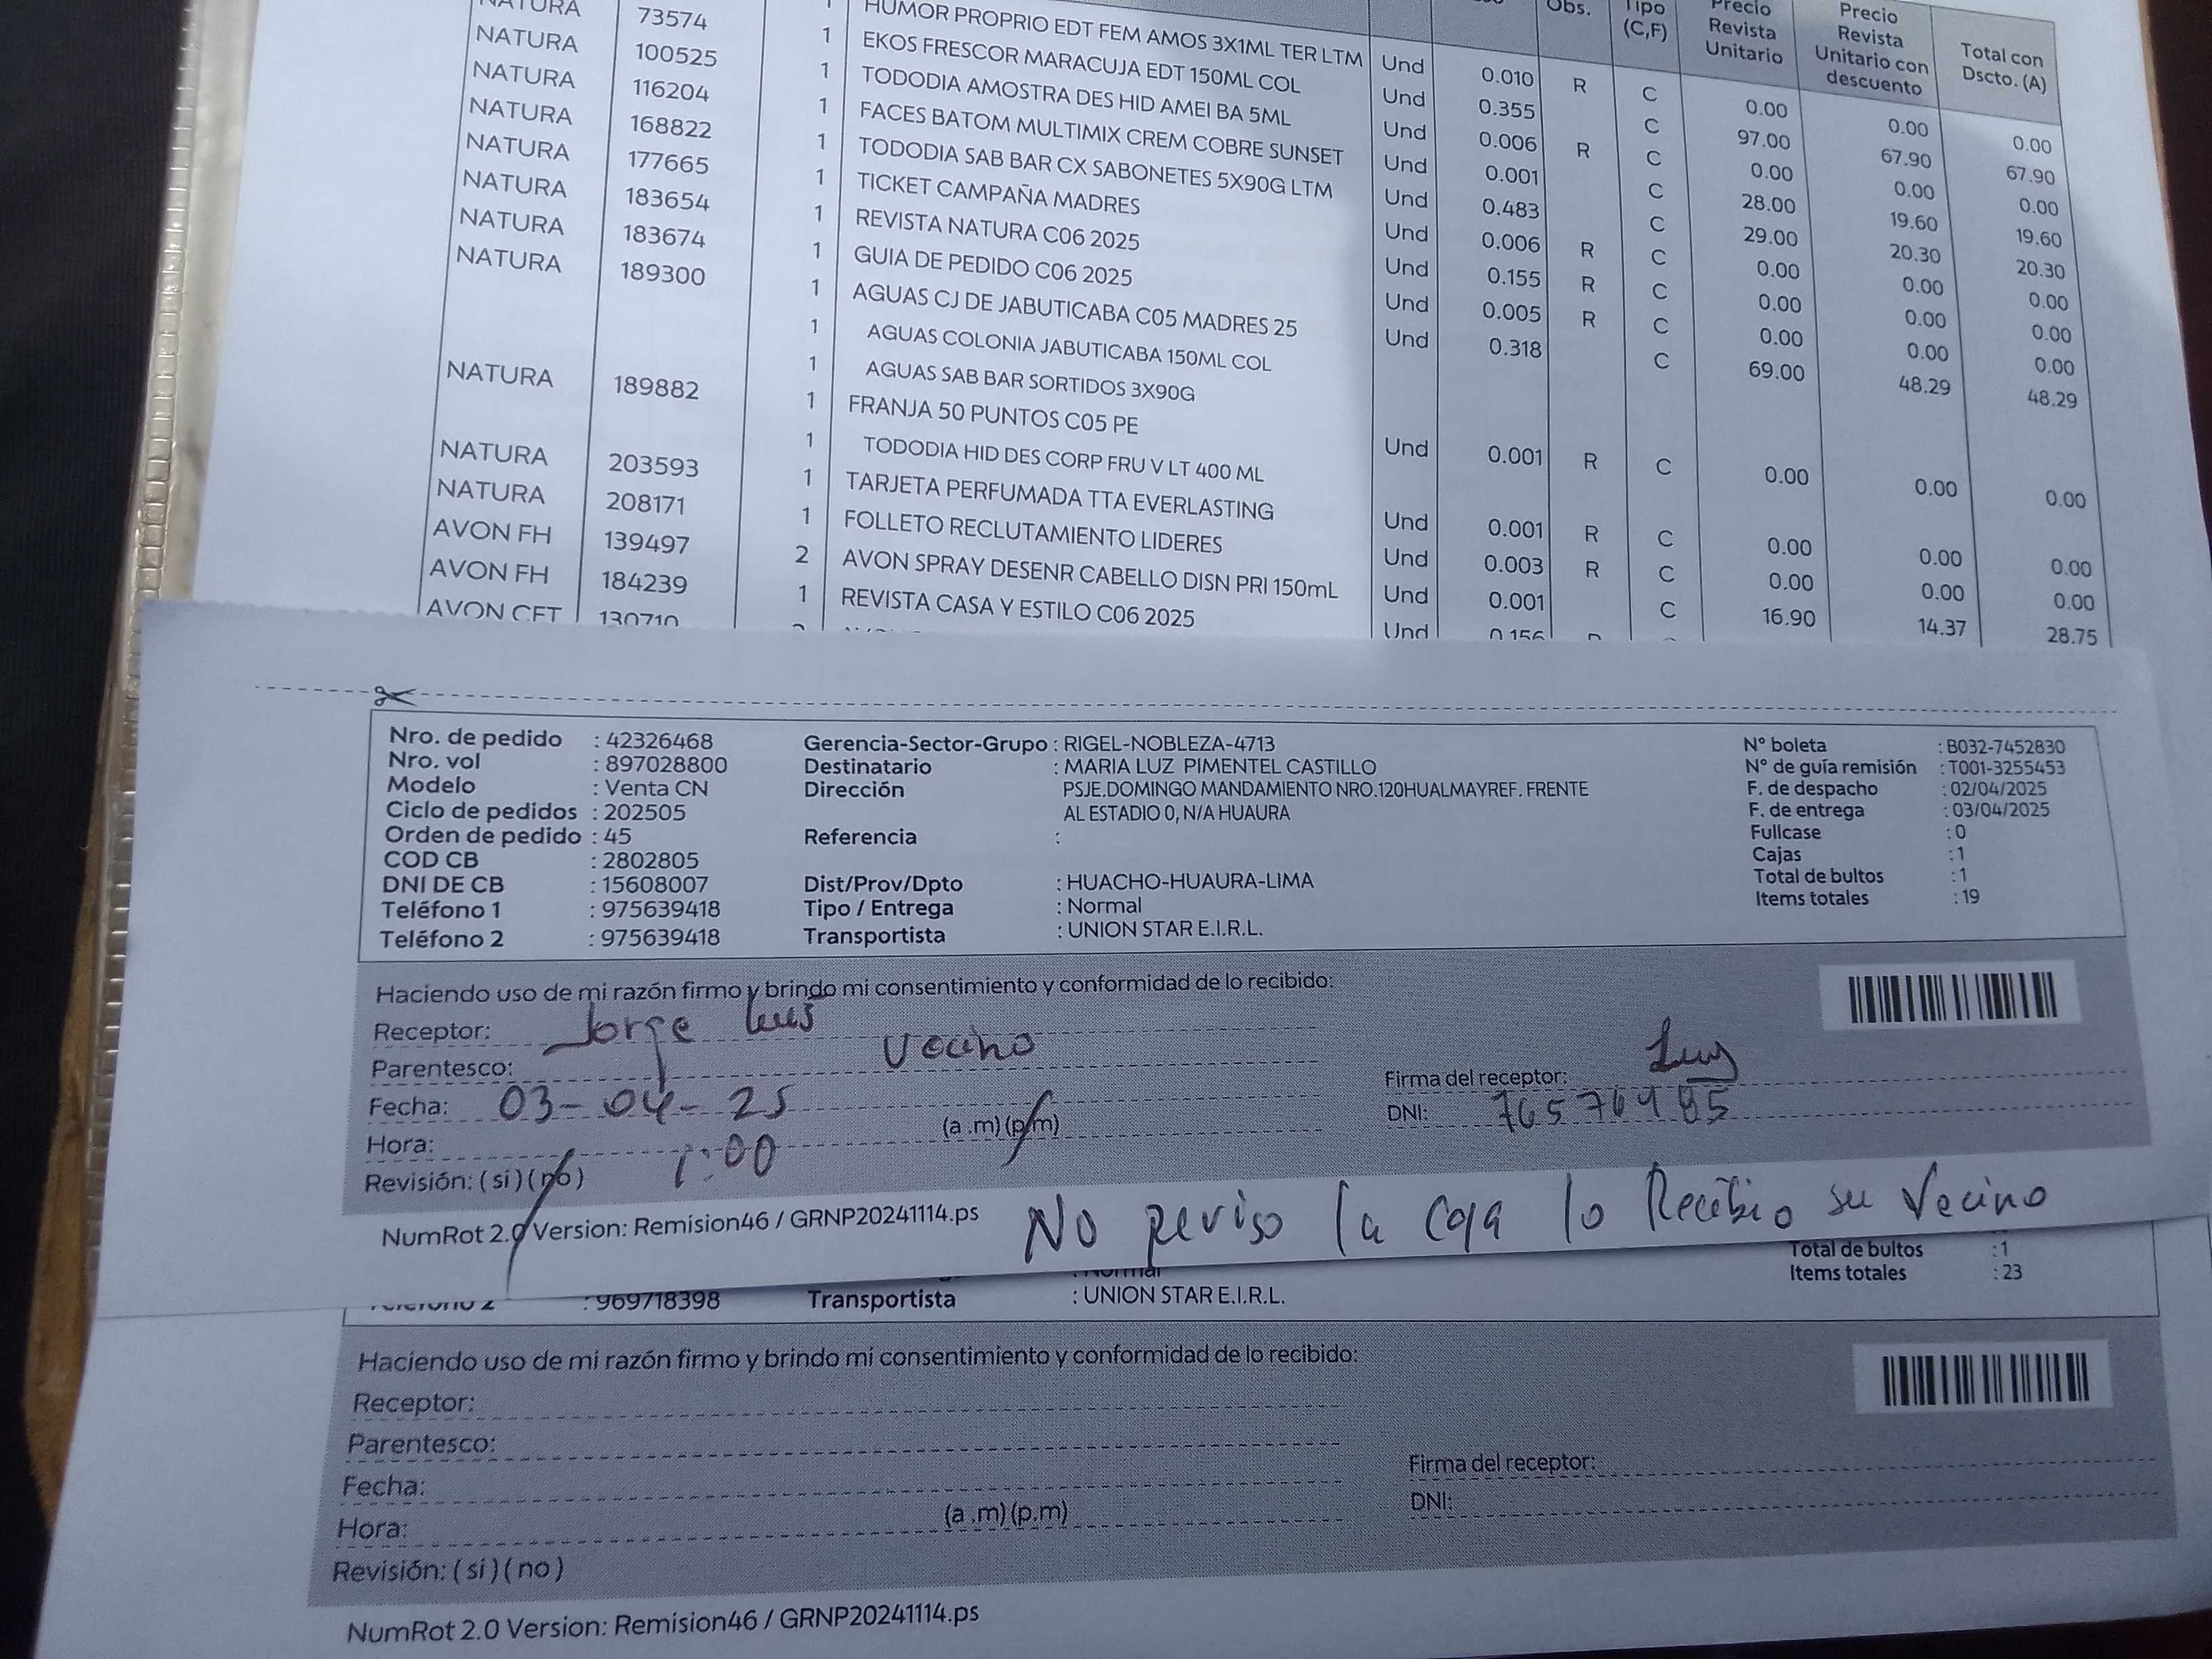 Obs. Tipo (C,F) Precio Revista Unitario Precio Revista Unitario con descuento Total con Dscto. (A)
NATURA 73574 1 HUMOR PROPRIO EDT FEM AMOS 3X1ML TER LTM Und 0.010 R C 0.00 0.00 0.00
NATURA 100525 1 EKOS FRESCOR MARACUJA EDT 150ML COL Und 0.355 C 97.00 67.90 67.90
NATURA 116204 1 TODODIA AMOSTRA DES HID AMEI BA 5ML Und 0.006 R C 0.00 0.00 0.00
NATURA 168822 1 FACES BATOM MULTIMIX CREM COBRE SUNSET Und 0.001 C 28.00 19.60 19.60
NATURA 177665 1 TODODIA SAB BAR CX SABONETES 5X90G LTM Und 0.483 C 29.00 20.30 20.30
NATURA 183654 1 TICKET CAMPAÑA MADRES Und 0.006 R C 0.00 0.00 0.00
NATURA 183674 1 REVISTA NATURA C06 2025 Und 0.155 R C 0.00 0.00 0.00
NATURA 189300 1 GUIA DE PEDIDO C06 2025 Und 0.005 R C 0.00 0.00 0.00
1 AGUAS CJ DE JABUTICABA C05 MADRES 25 Und 0.318 C 69.00 48.29 48.29
1 AGUAS COLONIA JABUTICABA 150ML COL
1 AGUAS SAB BAR SORTIDOS 3X90G
NATURA 189882 1 FRANJA 50 PUNTOS C05 PE Und 0.001 R C 0.00 0.00 0.00
1 TODODIA HID DES CORP FRU V LT 400 ML
NATURA 203593 1 TARJETA PERFUMADA TTA EVERLASTING Und 0.001 R C 0.00 0.00 0.00
NATURA 208171 1 FOLLETO RECLUTAMIENTO LIDERES Und 0.003 R C 0.00 0.00 0.00
AVON FH 139497 2 AVON SPRAY DESENR CABELLO DISN PRI 150mL Und 0.001 C 16.90 14.37 28.75
AVON FH 184239 1 REVISTA CASA Y ESTILO C06 2025 Und 0.156
AVON CFT 130710
Nro. de pedido : 42326468 Gerencia-Sector-Grupo : RIGEL-NOBLEZA-4713 N° boleta : B032-7452830
Nro. vol : 897028800 Destinatario : MARIA LUZ PIMENTEL CASTILLO N° de guía remisión : T001-3255453
Modelo : Venta CN Dirección PSJE.DOMINGO MANDAMIENTO NRO.120HUALMAYREF. FRENTE F. de despacho : 02/04/2025
Ciclo de pedidos : 202505 AL ESTADIO 0, N/A HUAURA F. de entrega : 03/04/2025
Orden de pedido : 45 Referencia : Fullcase : 0
COD CB : 2802805 Cajas : 1
DNI DE CB : 15608007 Dist/Prov/Dpto : HUACHO-HUAURA-LIMA Total de bultos : 1
Teléfono 1 : 975639418 Tipo / Entrega : Normal Items totales : 19
Teléfono 2 : 975639418 Transportista : UNION STAR E.I.R.L.
Haciendo uso de mi razón firmo y brindo mi consentimiento y conformidad de lo recibido:
Receptor: Jorge Luis
Parentesco: Vecino
Firma del receptor: Luis
Fecha: 03-04-25
DNI:
Hora: 1:00 (a .m) (p.m)
Revisión: (si) (no)
NumRot 2.0 Version: Remision46 / GRNP20241114.ps
No reviso la caja lo Recibio su Vecino
Normal Total de bultos : 1
Items totales : 23
Teléfono 2 : 969718398 Transportista : UNION STAR E.I.R.L.
Haciendo uso de mi razón firmo y brindo mi consentimiento y conformidad de lo recibido:
Receptor:
Parentesco:
Firma del receptor:
Fecha:
DNI:
Hora: (a .m) (p.m)
Revisión: (si) (no)
NumRot 2.0 Version: Remision46 / GRNP20241114.ps